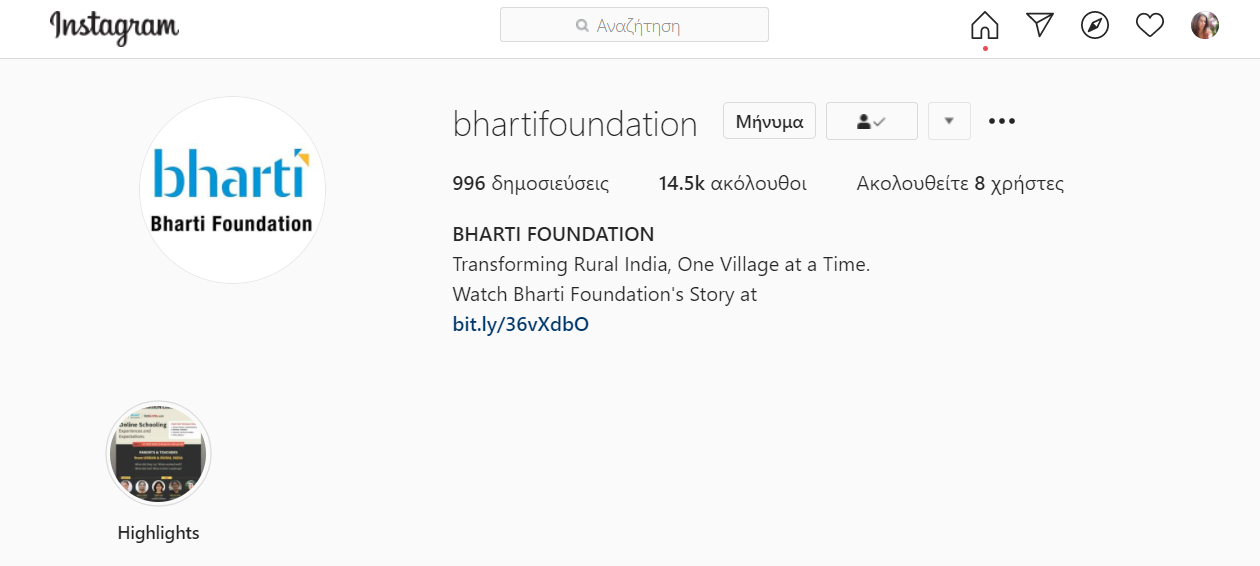 Instagram
Αναζήτηση
bharti
Bharti Foundation
bhartifoundation
Μήνυμα
996 δημοσιεύσεις 14.5k ακόλουθοι Ακολουθείτε 8 χρήστες
BHARTI FOUNDATION
Transforming Rural India, One Village at a Time.
Watch Bharti Foundation's Story at
bit.ly/36vXdbO
Online Schooling
Experiences and
Expectations
PARENTS & TEACHERS
Highlights